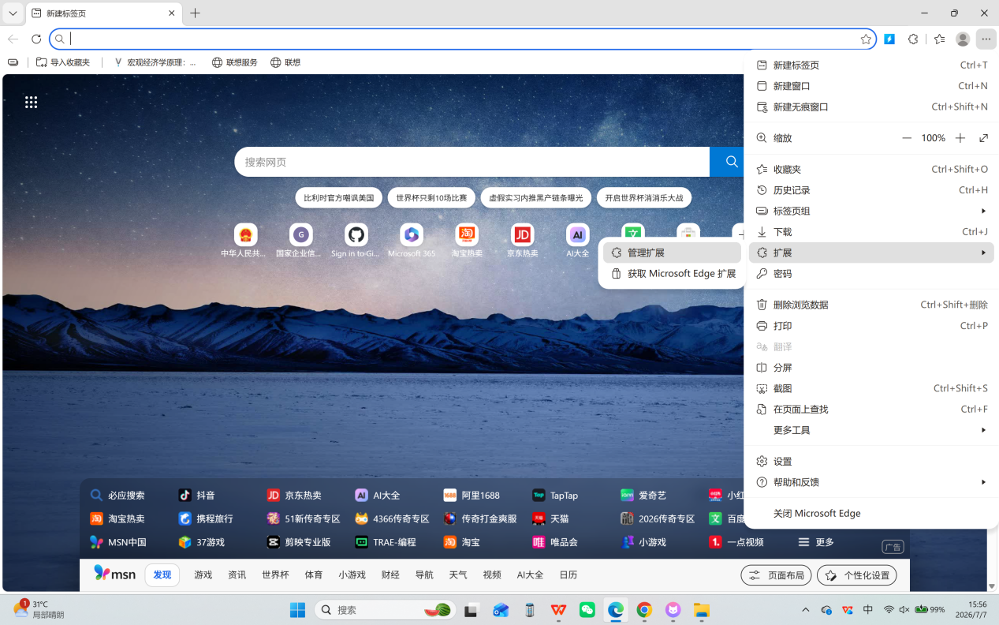 新建标签页
导入收藏夹
宏观经济学原理：...
联想服务
联想
搜索网页
比利时官方嘲讽美国
世界杯只剩10场比赛
虚假实习内推黑产链条曝光
开启世界杯消消乐大战
中华人民共...
国家企业信...
Sign in to Gi...
Microsoft 365
淘宝热卖
京东热卖
AI大全
管理扩展
获取 Microsoft Edge 扩展
新建标签页 Ctrl+T
新建窗口 Ctrl+N
新建无痕窗口 Ctrl+Shift+N
缩放 100%
收藏夹 Ctrl+Shift+O
历史记录 Ctrl+H
标签页组
下载 Ctrl+J
扩展
密码
删除浏览数据 Ctrl+Shift+删除
打印 Ctrl+P
翻译
分屏
截图 Ctrl+Shift+S
在页面上查找 Ctrl+F
更多工具
设置
帮助和反馈
关闭 Microsoft Edge
必应搜索 抖音 京东热卖 AI大全 阿里1688 TapTap 爱奇艺 小红
淘宝热卖 携程旅行 51新传奇专区 4366传奇专区 传奇打金爽服 天猫 2026传奇专区 百度
MSN中国 37游戏 剪映专业版 TRAE-编程 淘宝 唯品会 小游戏 一点视频 更多
广告
msn 发现 游戏 资讯 世界杯 体育 小游戏 财经 导航 天气 视频 AI大全 日历 页面布局 个性化设置
1
31°C
局部晴朗
搜索
中
99%
15:56
2026/7/7